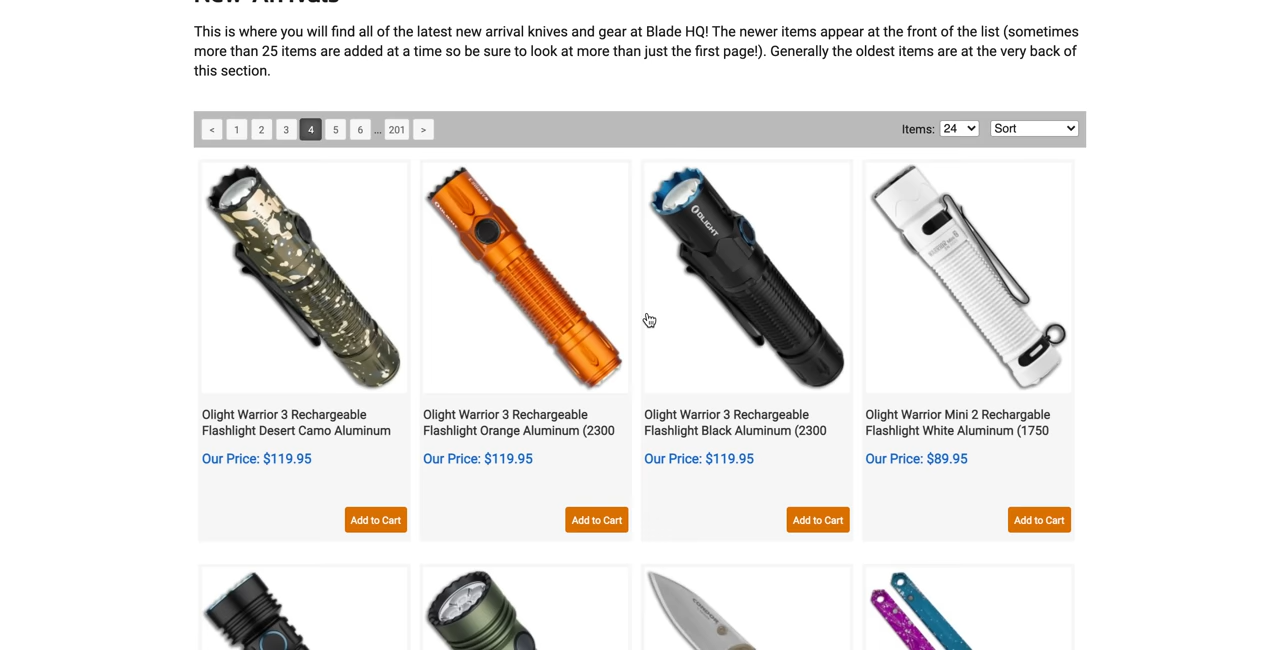 New Arrivals
This is where you will find all of the latest new arrival knives and gear at Blade HQ! The newer items appear at the front of the list (sometimes
more than 25 items are added at a time so be sure to look at more than just the first page!). Generally the oldest items are at the very back of
this section.
< 1 2 3 4 5 6 ... 201 > Items: 24 Sort
OLIGHT
Olight Warrior 3 Rechargeable
Flashlight Desert Camo Aluminum
Our Price: $119.95
Add to Cart
Olight Warrior 3 Rechargeable
Flashlight Orange Aluminum (2300
Our Price: $119.95
Add to Cart
Olight Warrior 3 Rechargeable
Flashlight Black Aluminum (2300
Our Price: $119.95
Add to Cart
Olight Warrior Mini 2 Rechargable
Flashlight White Aluminum (1750
Our Price: $89.95
Add to Cart